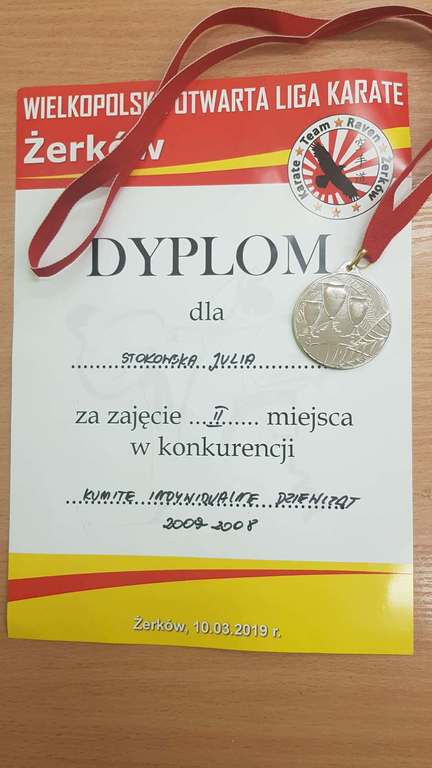 WIELKOPOLSK OTWARTA LIGA KARATE
Żerków
Karate Team Raven Żerków
DYPLOM
dla
STOKOWSKA JULIA
za zajęcie ...II...... miejsca
w konkurencji
KUMITE INDYWIDUALNE DZIEWCZĄT
2009-2008
Żerków, 10.03.2019 r.